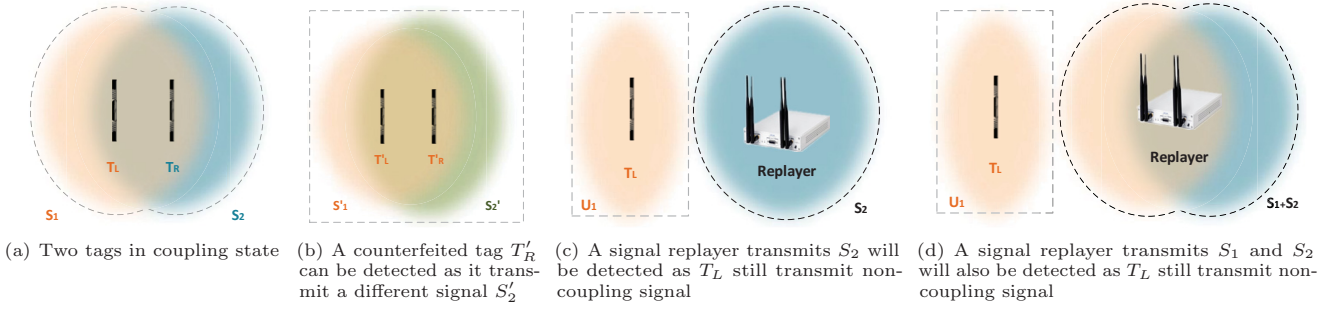 T_L T_R
S_1 S_2
(a) Two tags in coupling state
T'_L T'_R
S'_1 S_2'
(b) A counterfeited tag T'_R
can be detected as it trans-
mit a different signal S'_2
T_L
Replayer
U_1 S_2
(c) A signal replayer transmits S_2 will
be detected as T_L still transmit non-
coupling signal
T_L
Replayer
U_1 S_1+S_2
(d) A signal replayer transmits S_1 and S_2
will also be detected as T_L still transmit non-
coupling signal